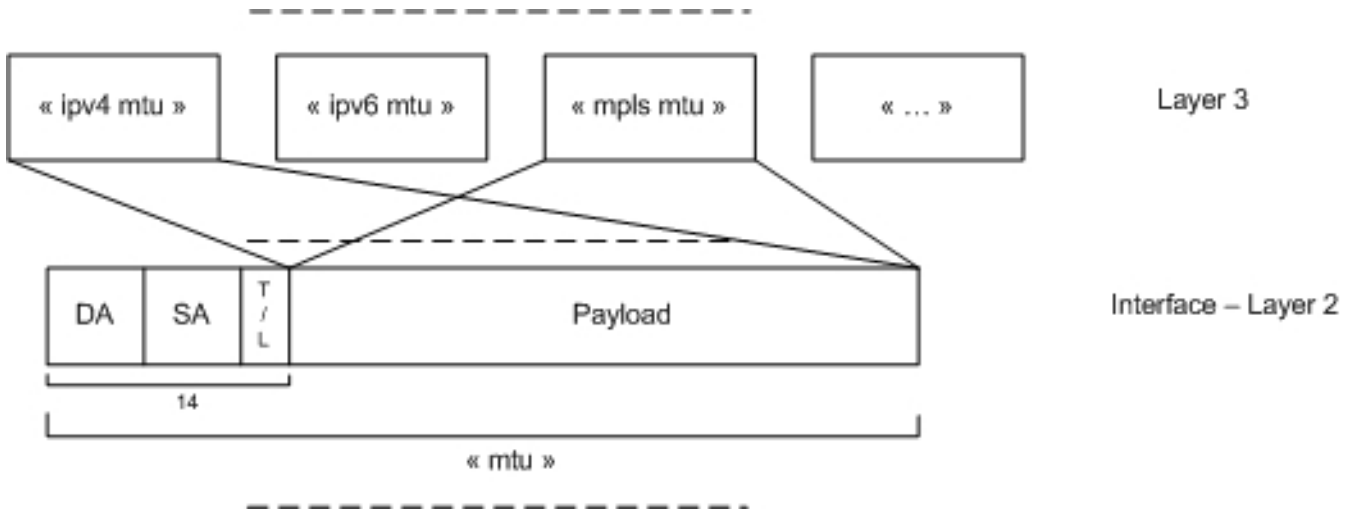 « ipv4 mtu »
« ipv6 mtu »
« mpls mtu »
« ... »
Layer 3
DA
SA
T
/
L
Payload
Interface – Layer 2
14
« mtu »